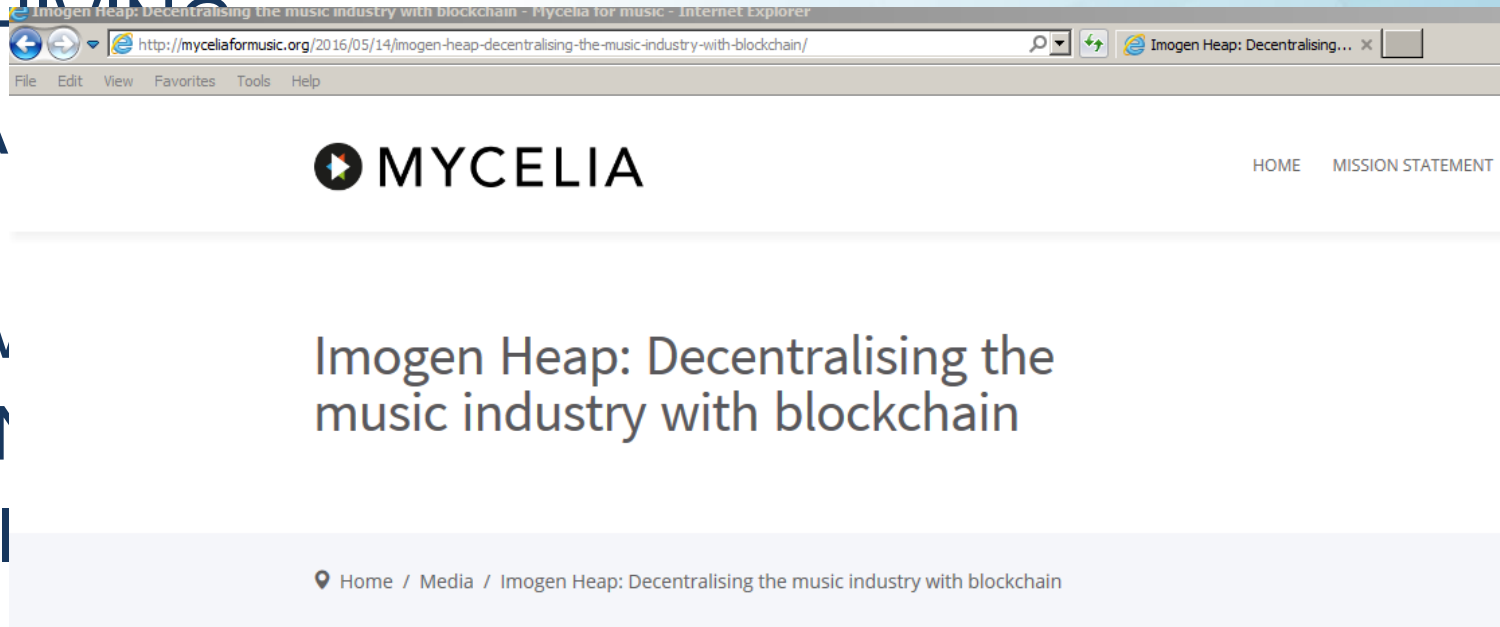 Imogen Heap: Decentralising the music industry with blockchain - Mycelia for music - Internet Explorer
http://myceliaformusic.org/2016/05/14/imogen-heap-decentralising-the-music-industry-with-blockchain/
Imogen Heap: Decentralising...
File Edit View Favorites Tools Help
MYCELIA
HOME MISSION STATEMENT
Imogen Heap: Decentralising the
music industry with blockchain
Home / Media / Imogen Heap: Decentralising the music industry with blockchain